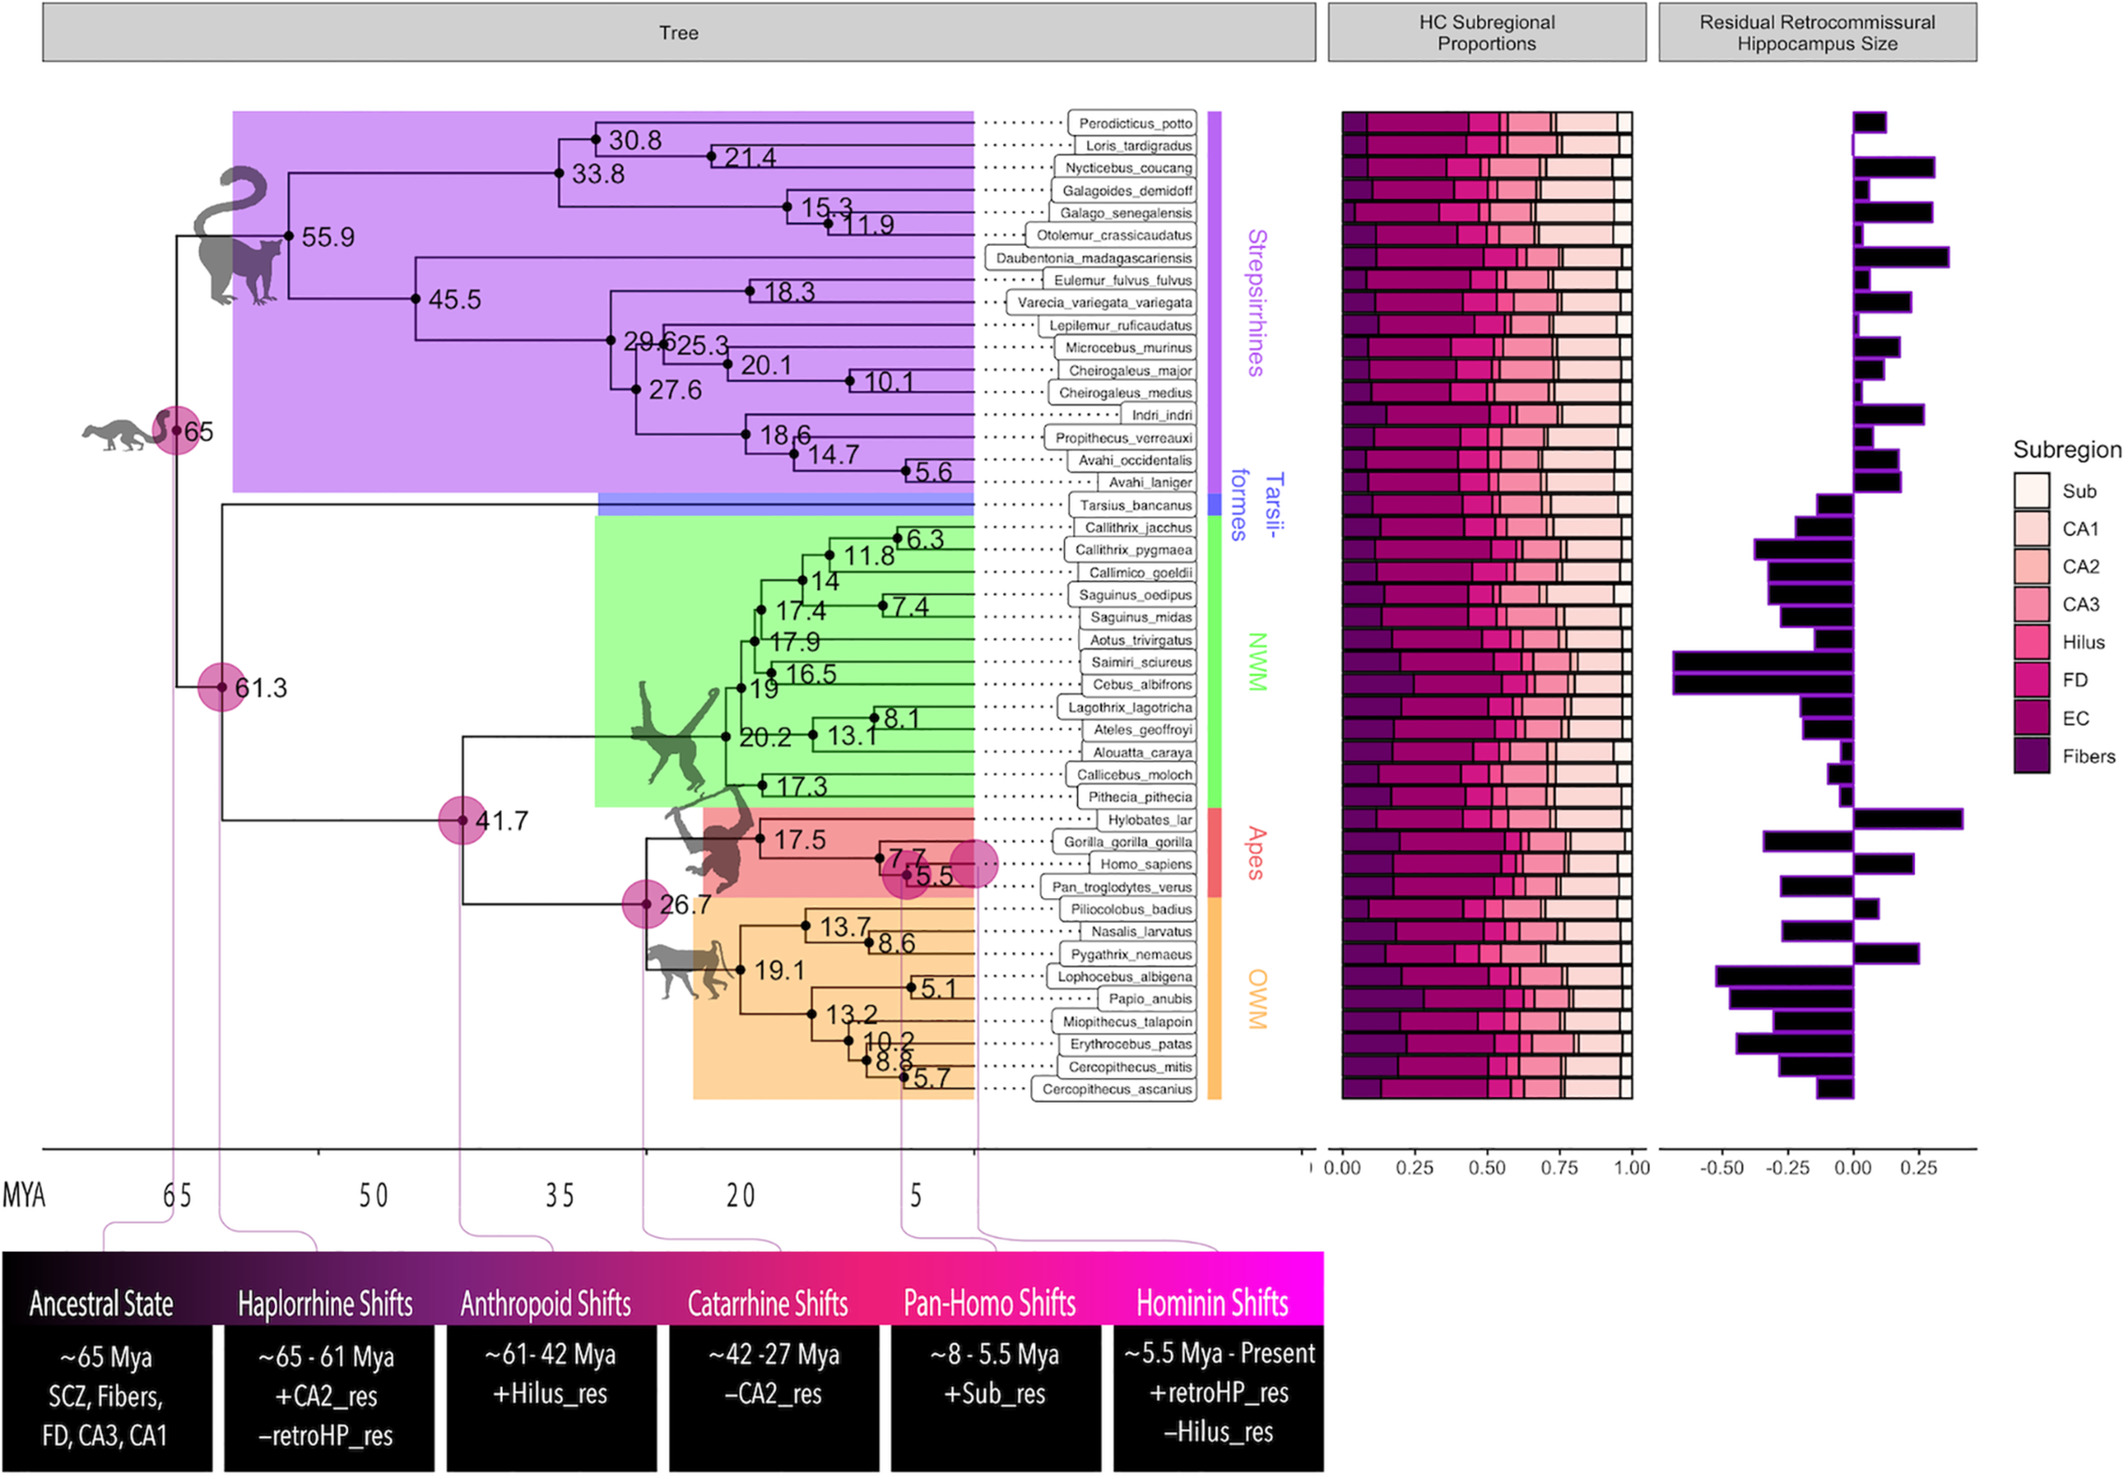 Tree
HC Subregional
Proportions
Residual Retrocommissural
Hippocampus Size
Perodicticus_potto
Loris_tardigradus
Nycticebus_coucang
Galagoides_demidoff
Galago_senegalensis
Otolemur_crassicaudatus
Daubentonia_madagascariensis
Eulemur_fulvus_fulvus
Varecia_variegata_variegata
Lepilemur_ruficaudatus
Microcebus_murinus
Cheirogaleus_major
Cheirogaleus_medius
Indri_indri
Propithecus_verreauxi
Avahi_occidentalis
Avahi_laniger
Tarsius_bancanus
Callithrix_jacchus
Callithrix_pygmaea
Callimico_goeldii
Saguinus_oedipus
Saguinus_midas
Aotus_trivirgatus
Saimiri_sciureus
Cebus_albifrons
Lagothrix_lagotricha
Ateles_geoffroyi
Alouatta_caraya
Callicebus_moloch
Pithecia_pithecia
Hylobates_lar
Gorilla_gorilla_gorilla
Homo_sapiens
Pan_troglodytes_verus
Piliocolobus_badius
Nasalis_larvatus
Pygathrix_nemaeus
Lophocebus_albigena
Papio_anubis
Miopithecus_talapoin
Erythrocebus_patas
Cercopithecus_mitis
Cercopithecus_ascanius
30.8
21.4
33.8
15.3
11.9
55.9
45.5
18.3
29.6
25.3
20.1
10.1
27.6
65
18.6
14.7
5.6
6.3
11.8
14
7.4
17.4
17.9
16.5
61.3
19
8.1
20.2
13.1
17.3
41.7
17.5
7.7
5.5
26.7
13.7
8.6
19.1
5.1
13.2
10.2
8.8
5.7
Strepsirrhines
Tarsii-
formes
NWM
Apes
OWM
Subregion
Sub
CA1
CA2
CA3
Hilus
FD
EC
Fibers
0.00 0.25 0.50 0.75 1.00
-0.50 -0.25 0.00 0.25
MYA 65 50 35 20 5
Ancestral State
~65 Mya
SCZ, Fibers,
FD, CA3, CA1
Haplorrhine Shifts
~65 - 61 Mya
+CA2_res
–retroHP_res
Anthropoid Shifts
~61- 42 Mya
+Hilus_res
Catarrhine Shifts
~42 -27 Mya
–CA2_res
Pan-Homo Shifts
~8 - 5.5 Mya
+Sub_res
Hominin Shifts
~5.5 Mya - Present
+retroHP_res
–Hilus_res